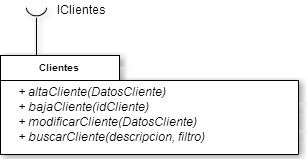 IClientes
Clientes
+ altaCliente(DatosCliente)
+ bajaCliente(idCliente)
+ modificarCliente(DatosCliente)
+ buscarCliente(descripcion, filtro)